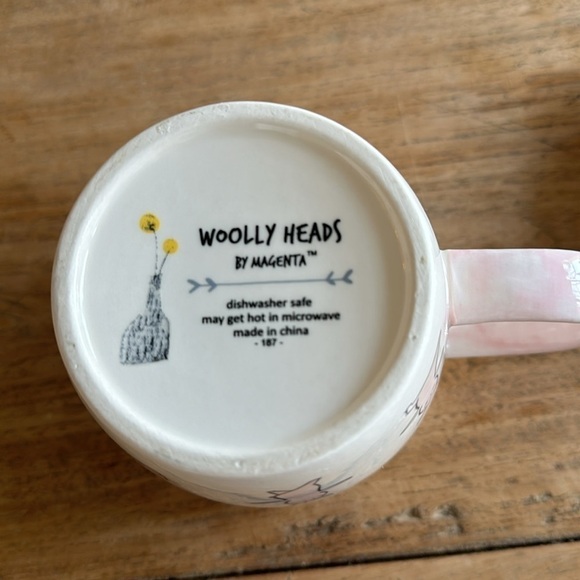 WOOLLY HEADS
BY MAGENTA™
dishwasher safe
may get hot in microwave
made in china
- 187 -